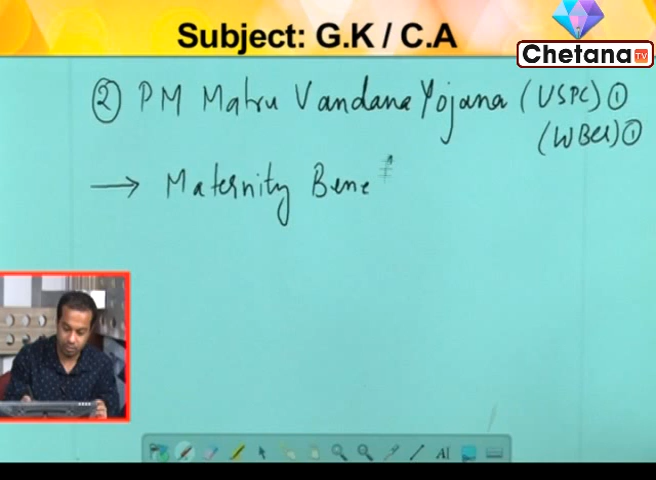 Subject: G.K / C.A
Chetana TV
② PM Matru Vandana Yojana (USPC) ①
(WBCS) ①
→ Maternity Bene